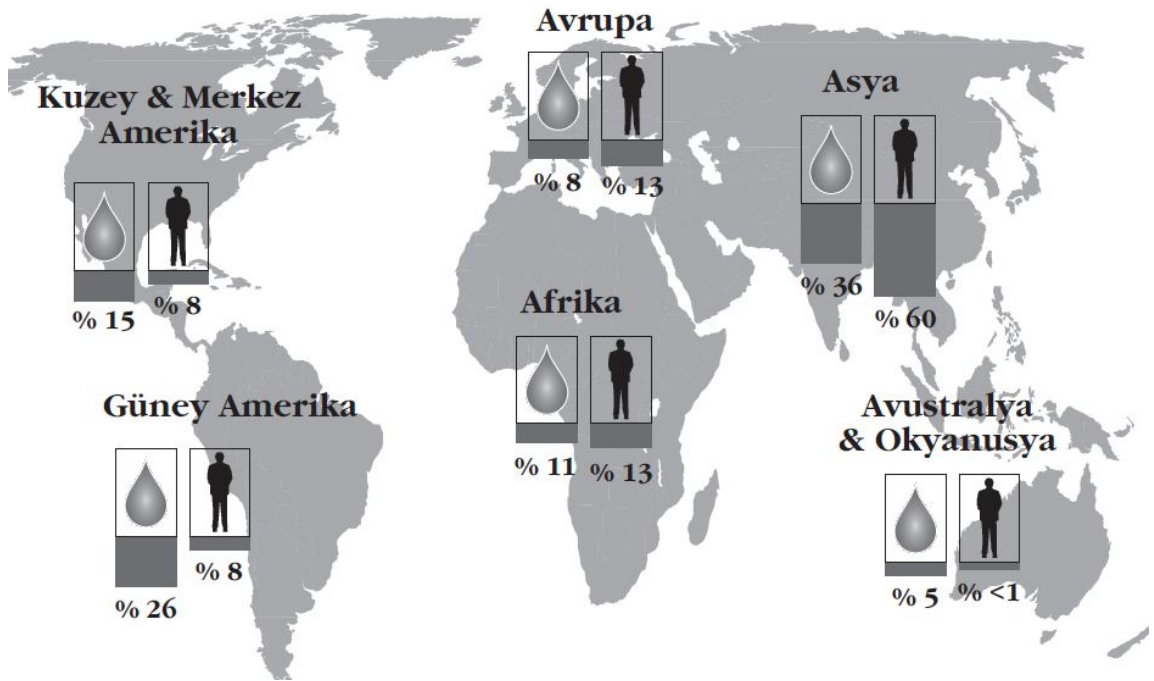 Avrupa
% 8
% 13
Kuzey & Merkez
Amerika
% 15
% 8
Asya
% 36
% 60
Afrika
% 11
% 13
Güney Amerika
% 26
% 8
Avustralya
& Okyanusya
% 5
% <1